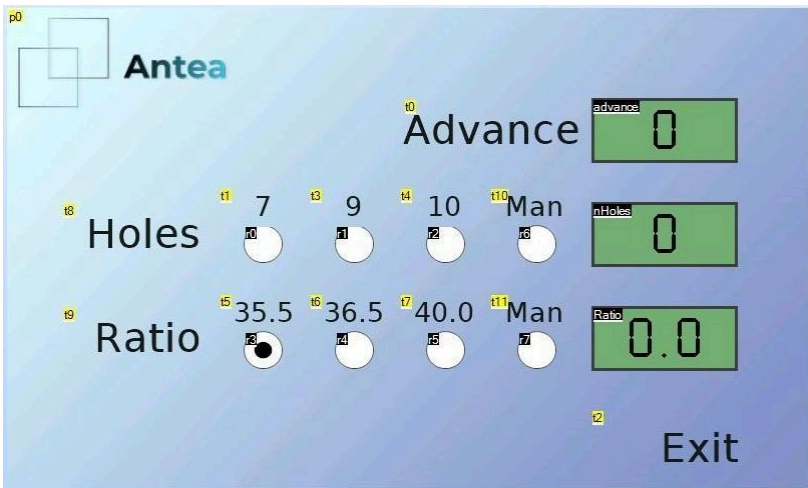 p0
Antea
t0
Advance
advance
0
t8
Holes
t1
7
r0
t3
9
r1
t4
10
r2
t10
Man
r6
nHoles
0
t9
Ratio
t5
35.5
r3
t6
36.5
r4
t7
40.0
r5
t11
Man
r7
Ratio
0.0
t2
Exit